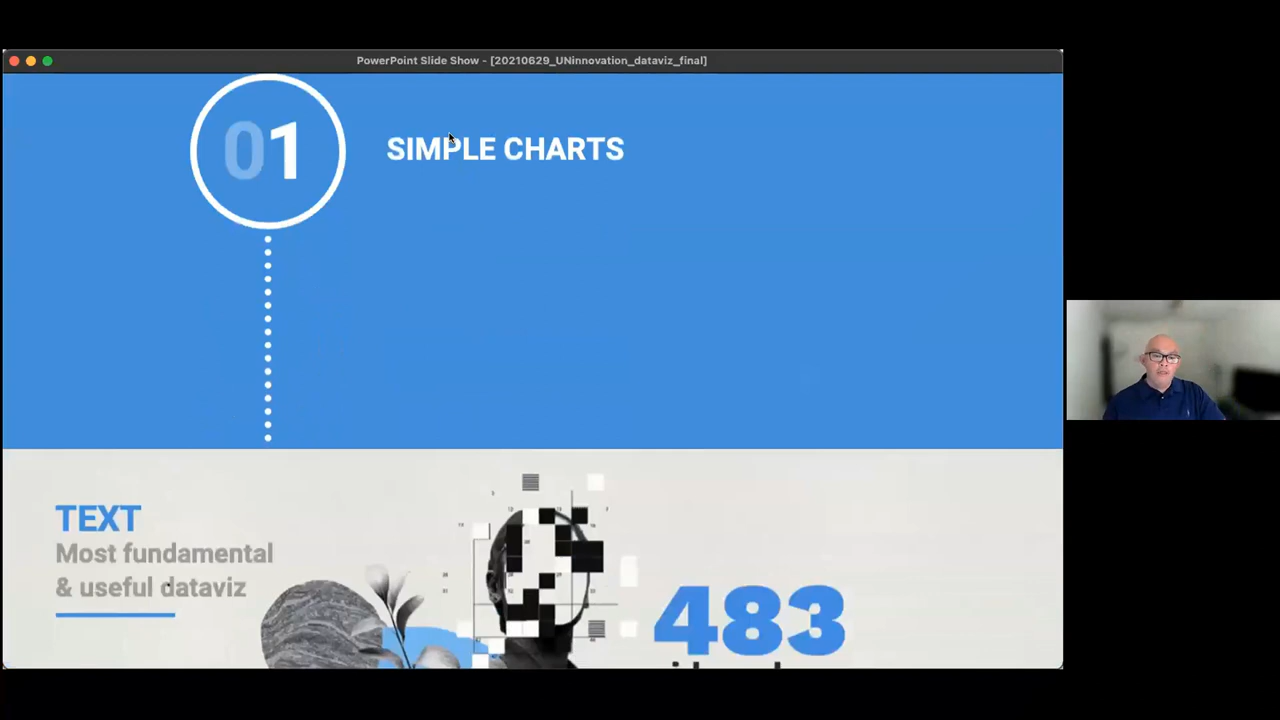 PowerPoint Slide Show - [20210629_UNinnovation_dataviz_final]
01
SIMPLE CHARTS
TEXT
Most fundamental
& useful dataviz
483